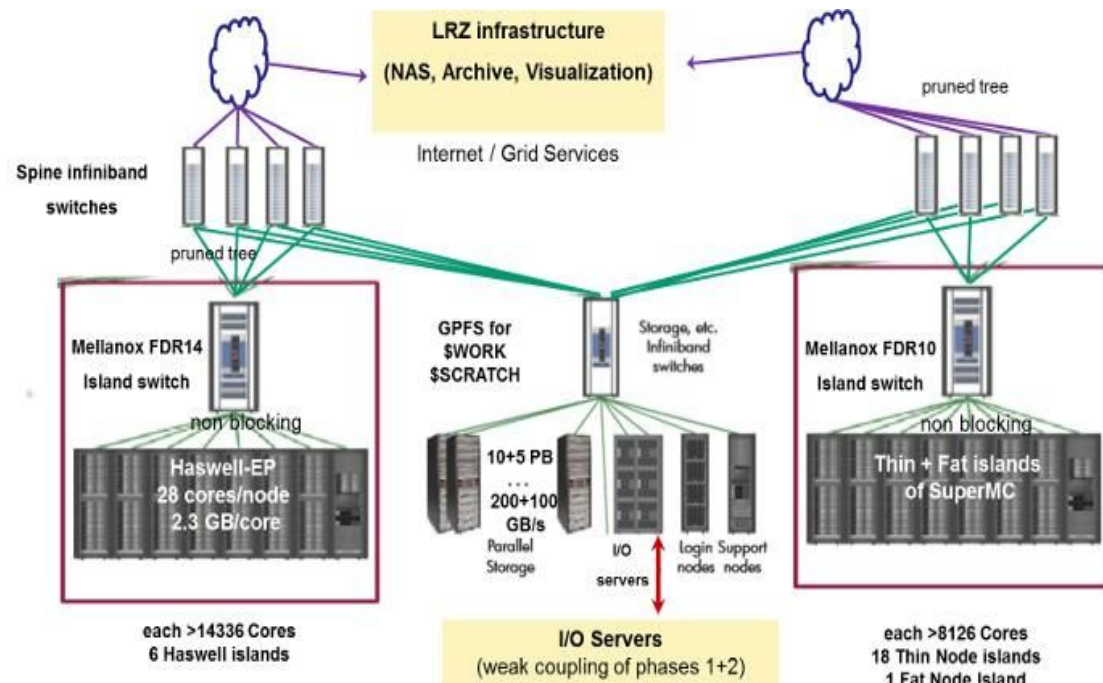 LRZ infrastructure
(NAS, Archive, Visualization)
pruned tree
Internet / Grid Services
Spine infiniband
switches
pruned tree
Mellanox FDR14
Island switch
non blocking
Haswell-EP
28 cores/node
2.3 GB/core
each >14336 Cores
6 Haswell islands
GPFS for
$WORK
$SCRATCH
Storage, etc.
Infiniband
switches
10+5 PB
...
200+100
GB/s
Parallel
Storage
I/O
servers
Login
nodes
Support
nodes
I/O Servers
(weak coupling of phases 1+2)
Mellanox FDR10
Island switch
non blocking
Thin + Fat islands
of SuperMC
each >8126 Cores
18 Thin Node islands
1 Fat Node Island